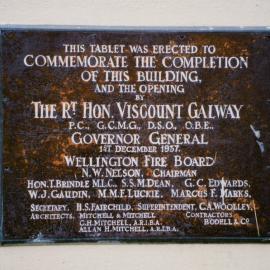 THIS TABLET WAS ERECTED TO
COMMEMORATE THE COMPLETION
OF THIS BUILDING,
AND THE OPENING
BY
THE RT. HON. VISCOUNT GALWAY
P.C., G.C.M.G., D.S.O., O.B.E.,
GOVERNOR GENERAL
1ST DECEMBER 1937.
WELLINGTON FIRE BOARD
N.W. NELSON, CHAIRMAN
HON. T. BRINDLE M.L.C., S.S.M. DEAN, G.C. EDWARDS,
W.J. GAUDIN, M.M.F. LUCKIE, MARCUS F. MARKS,
SECRETARY, H.S. FAIRCHILD, SUPERINTENDENT, C.A. WOOLLEY,
ARCHITECTS, MITCHELL & MITCHELL CONTRACTORS,
G.H. MITCHELL, A.R.I.B.A. BODELL & CO
ALLAN H. MITCHELL, A.R.I.B.A.